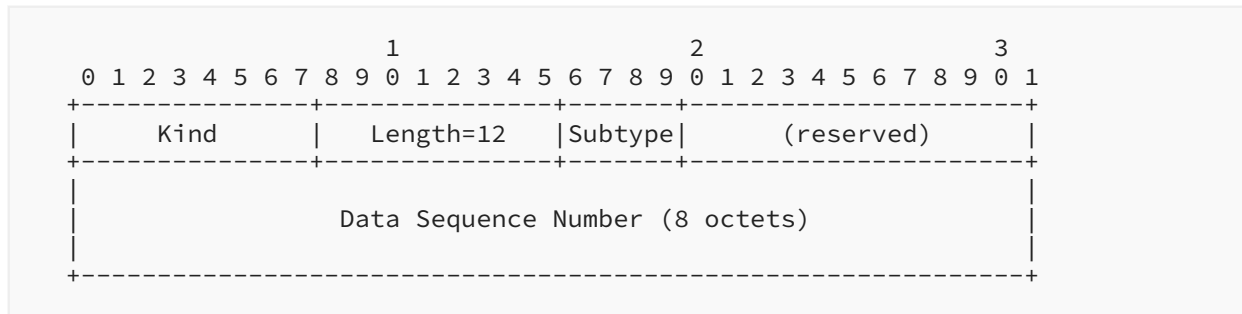 1                   2                   3
 0 1 2 3 4 5 6 7 8 9 0 1 2 3 4 5 6 7 8 9 0 1 2 3 4 5 6 7 8 9 0 1
+---------------+---------------+-------+-----------------------+
|     Kind      |   Length=12   |Subtype|      (reserved)       |
+---------------+---------------+-------+-----------------------+
|                                                               |
|                 Data Sequence Number (8 octets)               |
|                                                               |
+---------------------------------------------------------------+